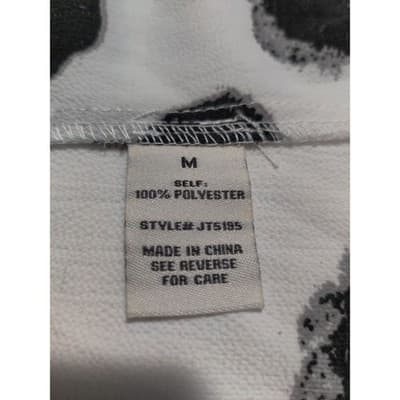 M
SELF:
100% POLYESTER
STYLE# JT5195
MADE IN CHINA
SEE REVERSE
FOR CARE